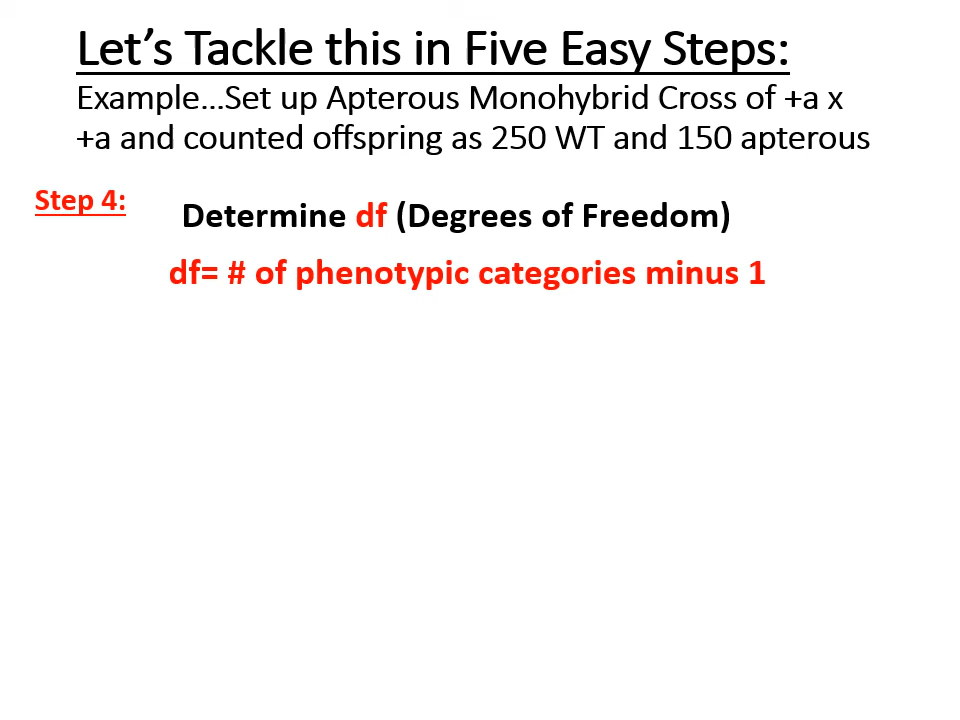 Let’s Tackle this in Five Easy Steps:
Example…Set up Apterous Monohybrid Cross of +a x
+a and counted offspring as 250 WT and 150 apterous
Step 4:
Determine df (Degrees of Freedom)
df= # of phenotypic categories minus 1